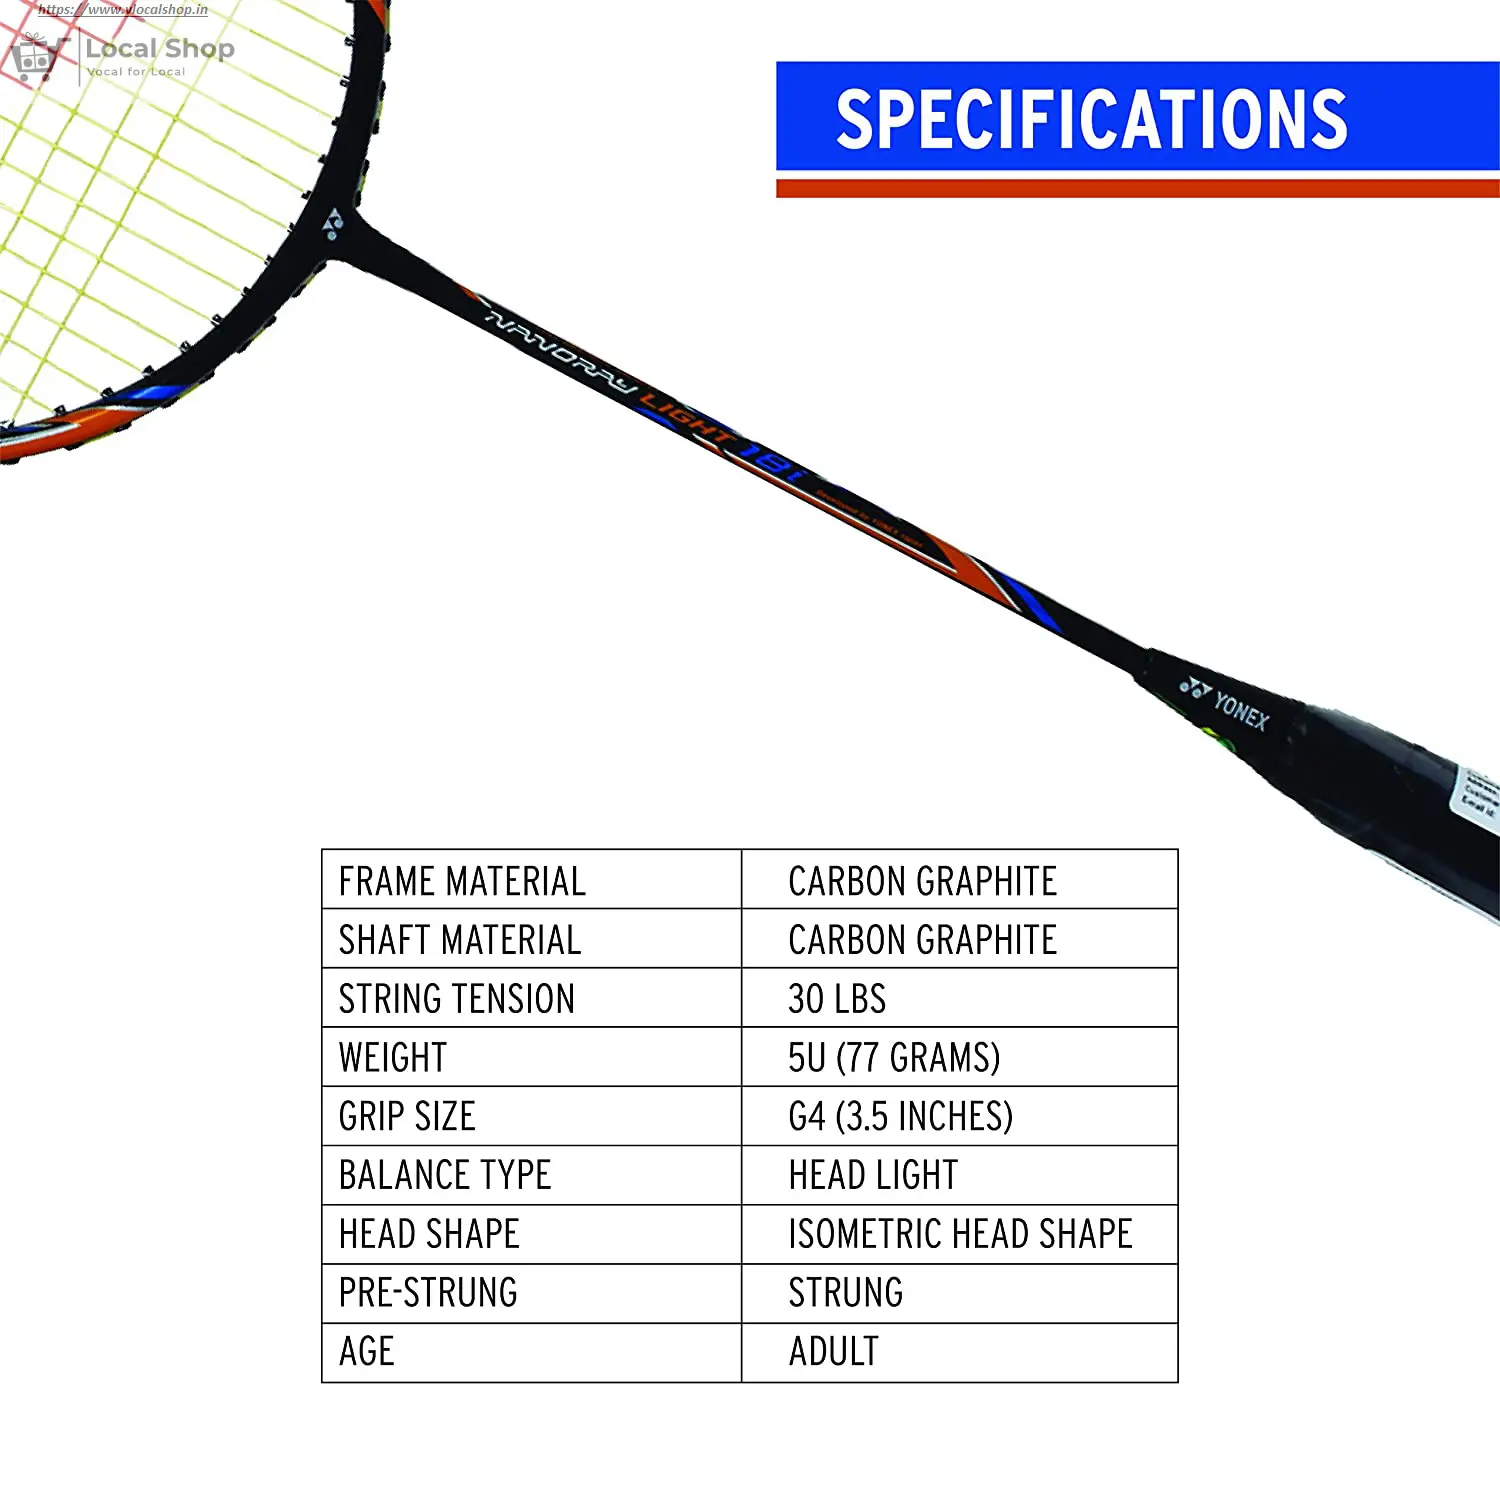 https://www.vlocalshop.in
Local Shop
Vocal for Local
SPECIFICATIONS
NANORAY LIGHT 18i
YONEX
FRAME MATERIAL CARBON GRAPHITE
SHAFT MATERIAL CARBON GRAPHITE
STRING TENSION 30 LBS
WEIGHT 5U (77 GRAMS)
GRIP SIZE G4 (3.5 INCHES)
BALANCE TYPE HEAD LIGHT
HEAD SHAPE ISOMETRIC HEAD SHAPE
PRE-STRUNG STRUNG
AGE ADULT